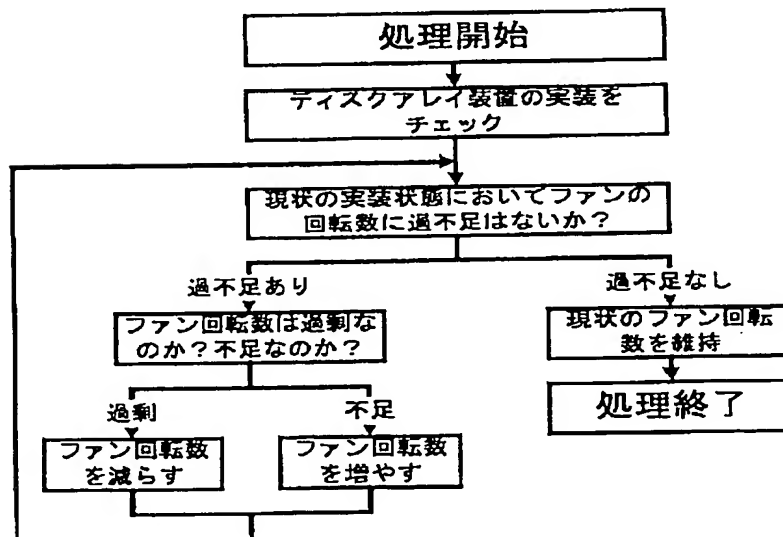 処理開始
ディスクアレイ装置の実装を
チェック
現状の実装状態においてファンの
回転数に過不足はないか？
過不足あり
過不足なし
ファン回転数は過剰な
のか？不足なのか？
現状のファン回転
数を維持
処理終了
過剰
不足
ファン回転数
を減らす
ファン回転数
を増やす